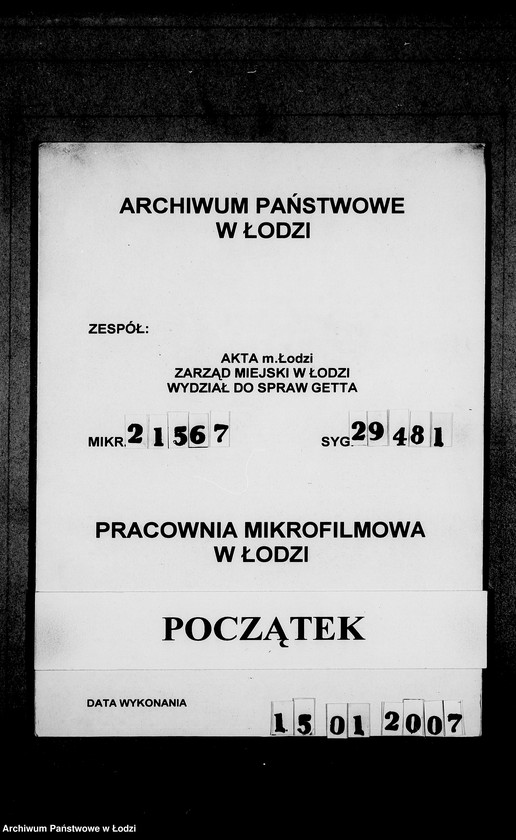 ARCHIWUM PAŃSTWOWE
W ŁODZI
ZESPÓŁ:
AKTA m.Łodzi
ZARZĄD MIEJSKI W ŁODZI
WYDZIAŁ DO SPRAW GETTA
MIKR. 21567 SYG. 29481
PRACOWNIA MIKROFILMOWA
W ŁODZI
POCZĄTEK
DATA WYKONANIA 15 01 2007
Archiwum Państwowe w Łodzi